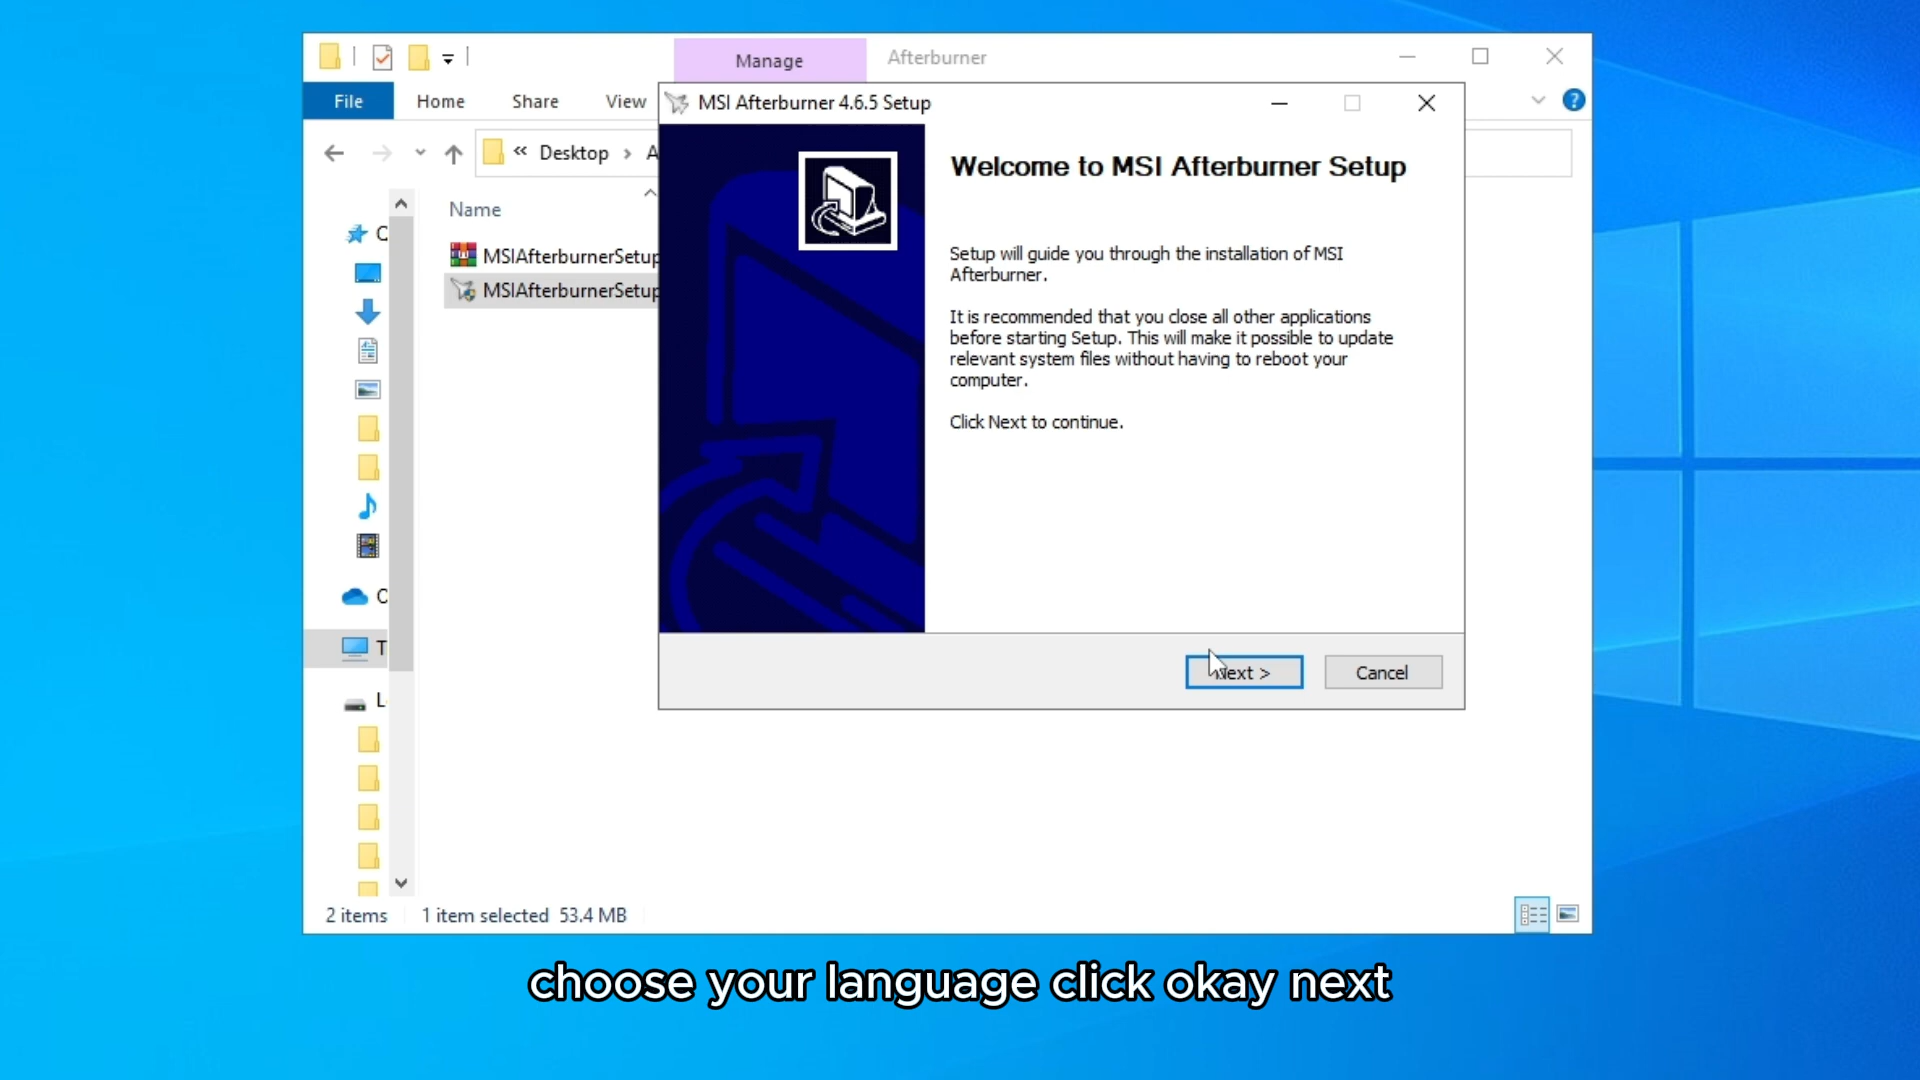 Manage
Afterburner
File
Home
Share
View
MSI Afterburner 4.6.5 Setup
« Desktop › A
Name
MSIAfterburnerSetup
MSIAfterburnerSetup
Welcome to MSI Afterburner Setup
Setup will guide you through the installation of MSI
Afterburner.
It is recommended that you close all other applications
before starting Setup. This will make it possible to update
relevant system files without having to reboot your
computer.
Click Next to continue.
Next >
Cancel
C
C
T
L
2 items
1 item selected 53.4 MB
choose your language click okay next